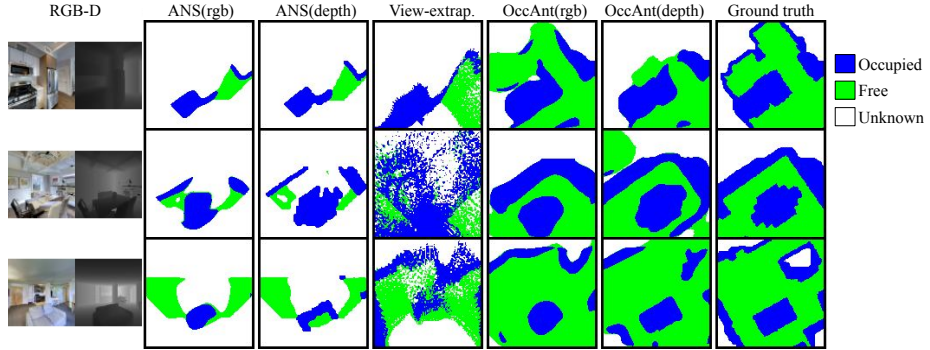 RGB-D ANS(rgb) ANS(depth) View-extrap. OccAnt(rgb) OccAnt(depth) Ground truth
Occupied
Free
Unknown